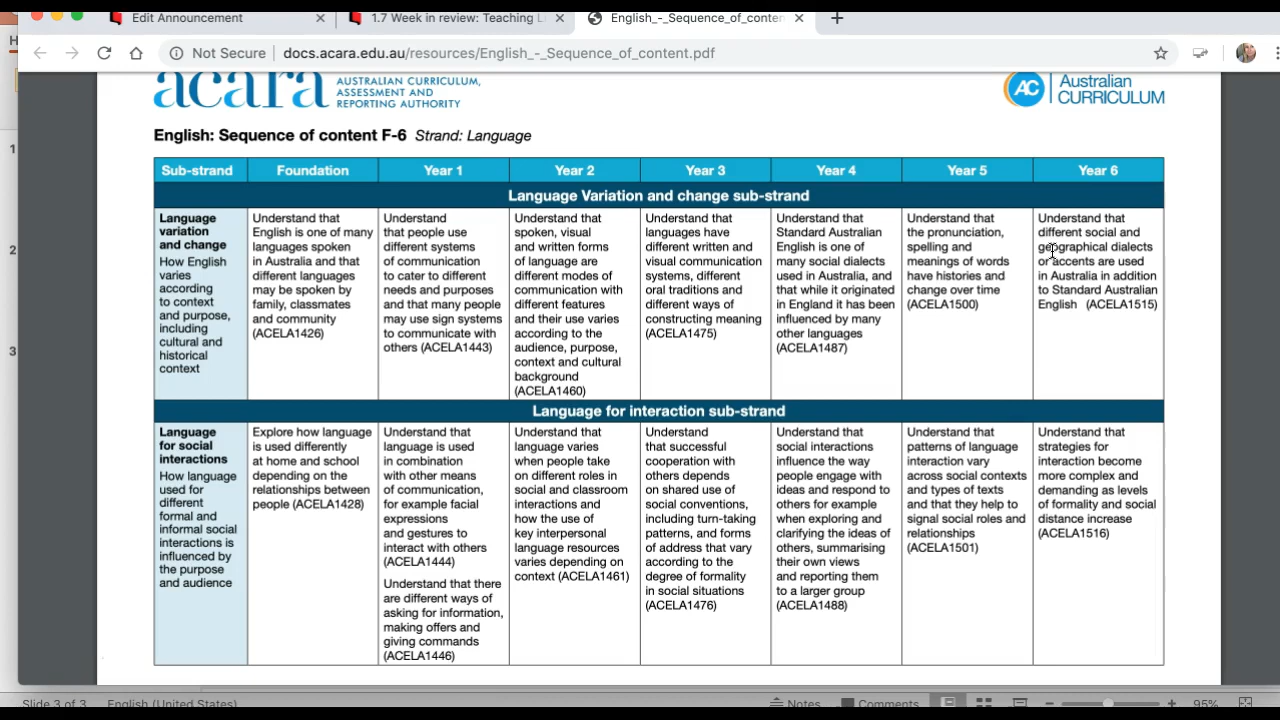 Edit Announcement
1.7 Week in review: Teaching Li
English_-_Sequence_of_conten
Not Secure
docs.acara.edu.au/resources/English_-_Sequence_of_content.pdf
H
1
2
3
acara
AUSTRALIAN CURRICULUM,
ASSESSMENT AND
REPORTING AUTHORITY
AC
Australian
CURRICULUM
English: Sequence of content F-6 Strand: Language
Sub-strand Foundation Year 1 Year 2 Year 3 Year 4 Year 5 Year 6
Language Variation and change sub-strand
Language
variation
and change
How English
varies
according
to context
and purpose,
including
cultural and
historical
context
Understand that
English is one of many
languages spoken
in Australia and that
different languages
may be spoken by
family, classmates
and community
(ACELA1426)
Understand
that people use
different systems
of communication
to cater to different
needs and purposes
and that many people
may use sign systems
to communicate with
others (ACELA1443)
Understand that
spoken, visual
and written forms
of language are
different modes of
communication with
different features
and their use varies
according to the
audience, purpose,
context and cultural
background
(ACELA1460)
Understand that
languages have
different written and
visual communication
systems, different
oral traditions and
different ways of
constructing meaning
(ACELA1475)
Understand that
Standard Australian
English is one of
many social dialects
used in Australia, and
that while it originated
in England it has been
influenced by many
other languages
(ACELA1487)
Understand that
the pronunciation,
spelling and
meanings of words
have histories and
change over time
(ACELA1500)
Understand that
different social and
geographical dialects
or accents are used
in Australia in addition
to Standard Australian
English (ACELA1515)
Language for interaction sub-strand
Language
for social
interactions
How language
used for
different
formal and
informal social
interactions is
influenced by
the purpose
and audience
Explore how language
is used differently
at home and school
depending on the
relationships between
people (ACELA1428)
Understand that
language is used
in combination
with other means
of communication,
for example facial
expressions
and gestures to
interact with others
(ACELA1444)
Understand that there
are different ways of
asking for information,
making offers and
giving commands
(ACELA1446)
Understand that
language varies
when people take
on different roles in
social and classroom
interactions and
how the use of
key interpersonal
language resources
varies depending on
context (ACELA1461)
Understand
that successful
cooperation with
others depends
on shared use of
social conventions,
including turn-taking
patterns, and forms
of address that vary
according to the
degree of formality
in social situations
(ACELA1476)
Understand that
social interactions
influence the way
people engage with
ideas and respond to
others for example
when exploring and
clarifying the ideas of
others, summarising
their own views
and reporting them
to a larger group
(ACELA1488)
Understand that
patterns of language
interaction vary
across social contexts
and types of texts
and that they help to
signal social roles and
relationships
(ACELA1501)
Understand that
strategies for
interaction become
more complex and
demanding as levels
of formality and social
distance increase
(ACELA1516)
Slide 3 of 3
English (United States)
Notes
Comments
95%